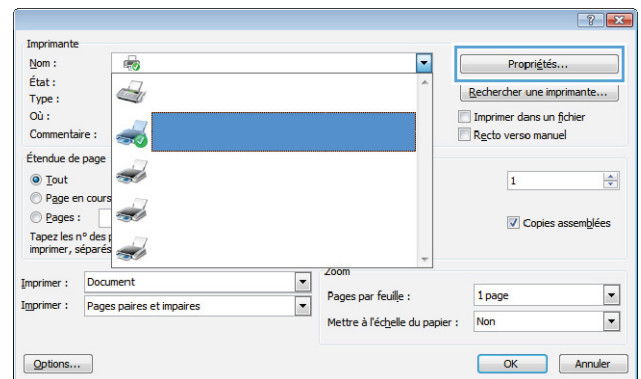 Imprimante
Nom :
Propriétés...
État :
Type :
Rechercher une imprimante...
Où :
Imprimer dans un fichier
Commentaire :
Recto verso manuel
Étendue de page
Tout
1
Page en cours
Pages :
Copies assemblées
Tapez les n° des
imprimer, séparés
Zoom
Imprimer : Document
Pages par feuille : 1 page
Imprimer : Pages paires et impaires
Mettre à l'échelle du papier : Non
Options...
OK
Annuler